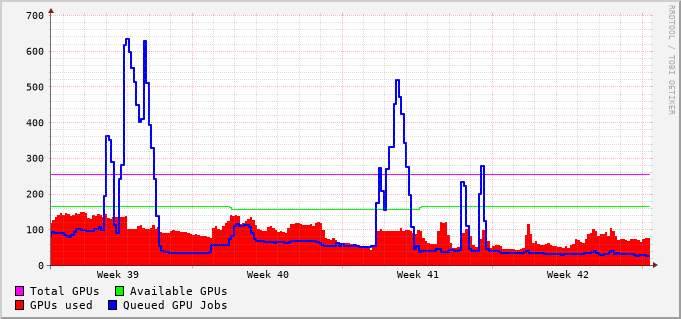 700
600
500
400
300
200
100
0
Week 39 Week 40 Week 41 Week 42
Total GPUs Available GPUs
GPUs used Queued GPU Jobs
RRDTOOL / TOBI OETIKER